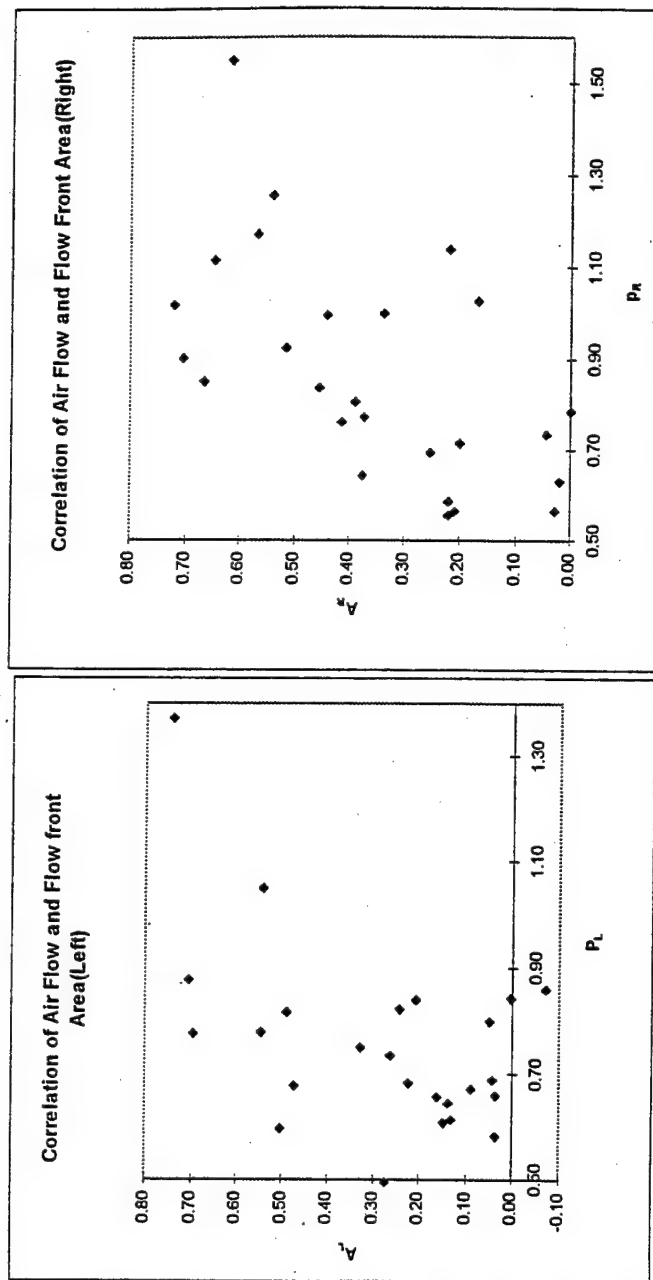 Correlation of Air Flow and Flow front
Area(Left)
0.80
0.70
0.60
0.50
0.40
0.30
0.20
0.10
0.00
-0.10
A_L
0.50 0.70 0.90 1.10 1.30
P_L
Correlation of Air Flow and Flow Front Area(Right)
0.80
0.70
0.60
0.50
0.40
0.30
0.20
0.10
0.00
A_R
0.50 0.70 0.90 1.10 1.30 1.50
P_R